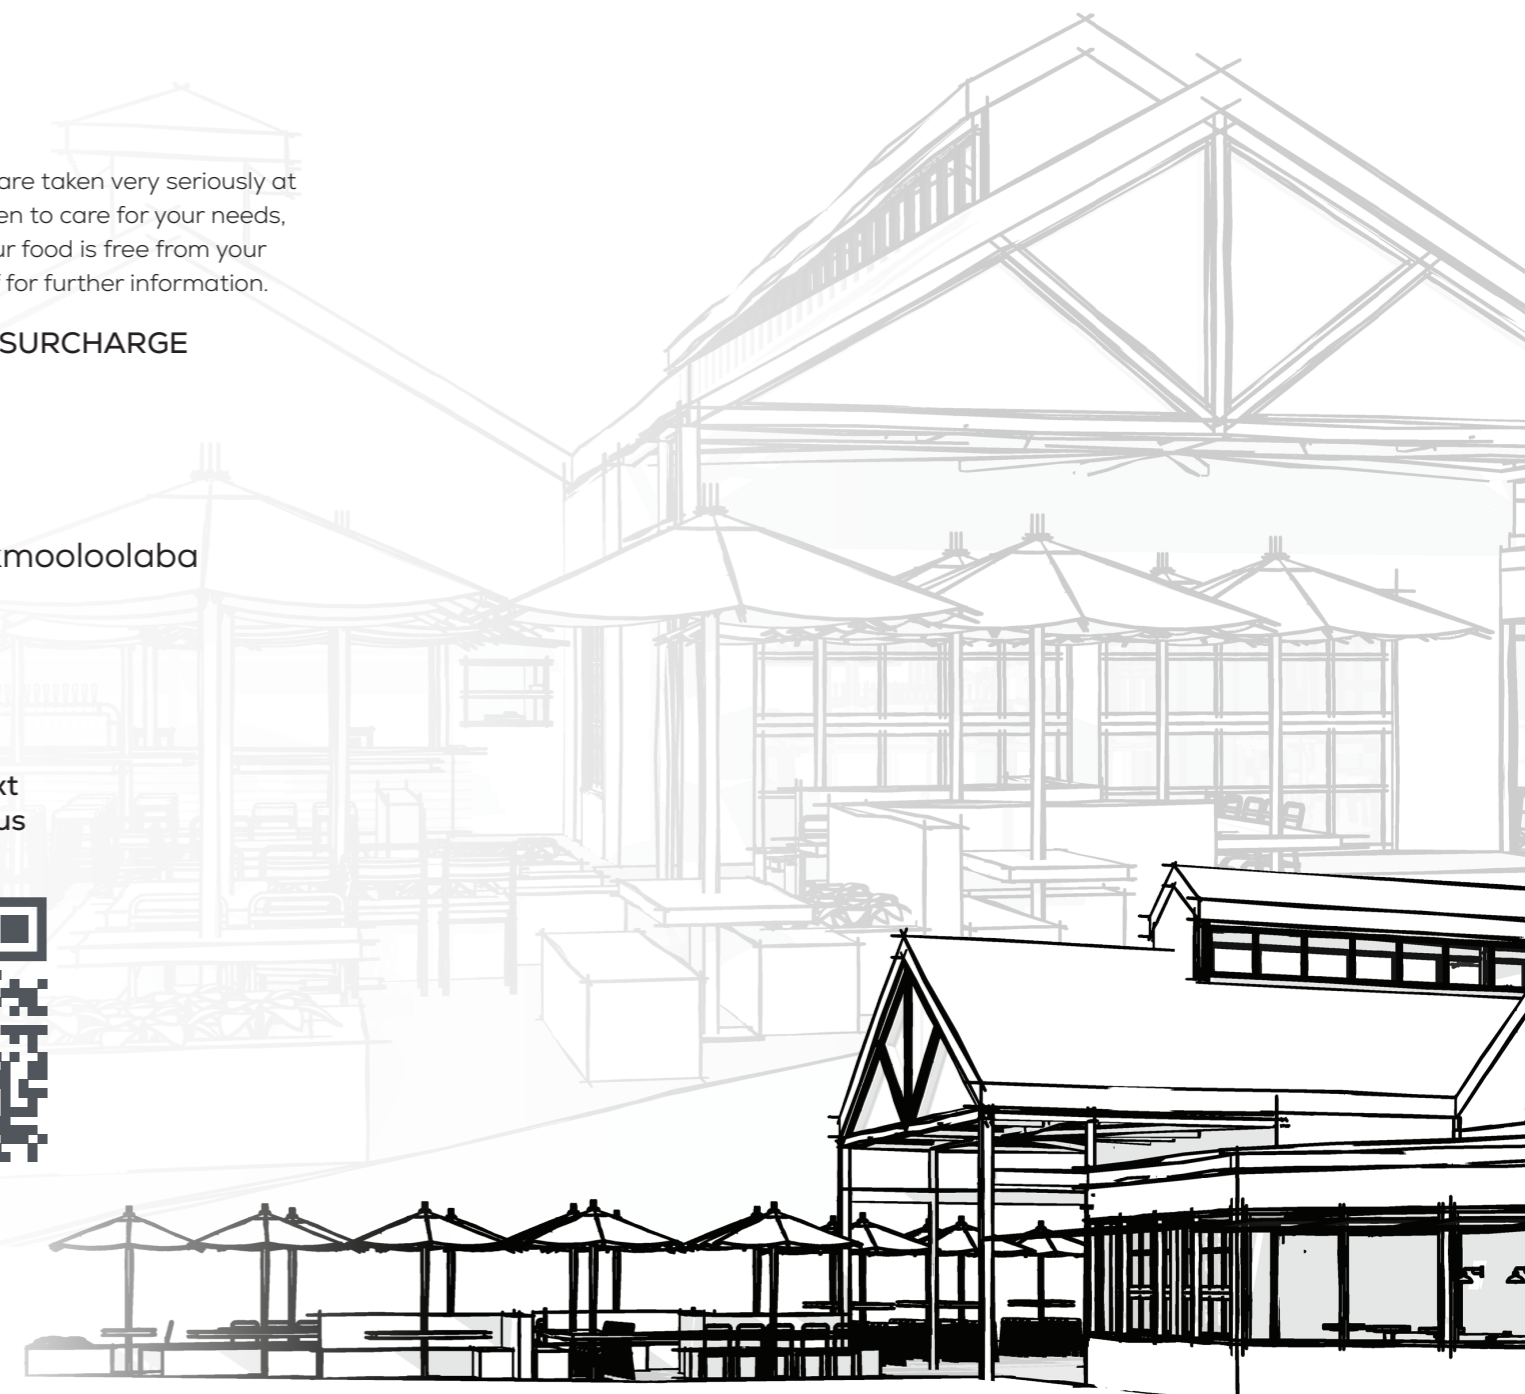 are taken very seriously at
en to care for your needs,
ur food is free from your
for further information.
SURCHARGE
mooloolaba
xt
us